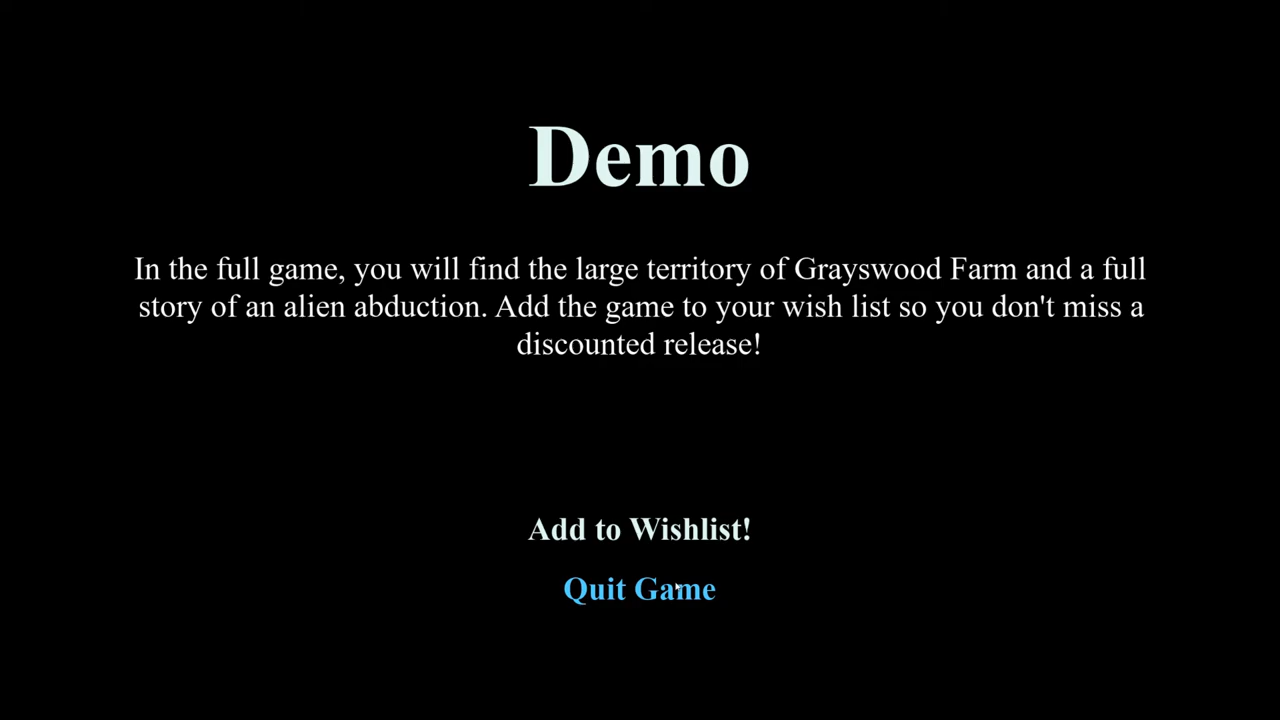 Demo
In the full game, you will find the large territory of Grayswood Farm and a full
story of an alien abduction. Add the game to your wish list so you don't miss a
discounted release!
Add to Wishlist!
Quit Game